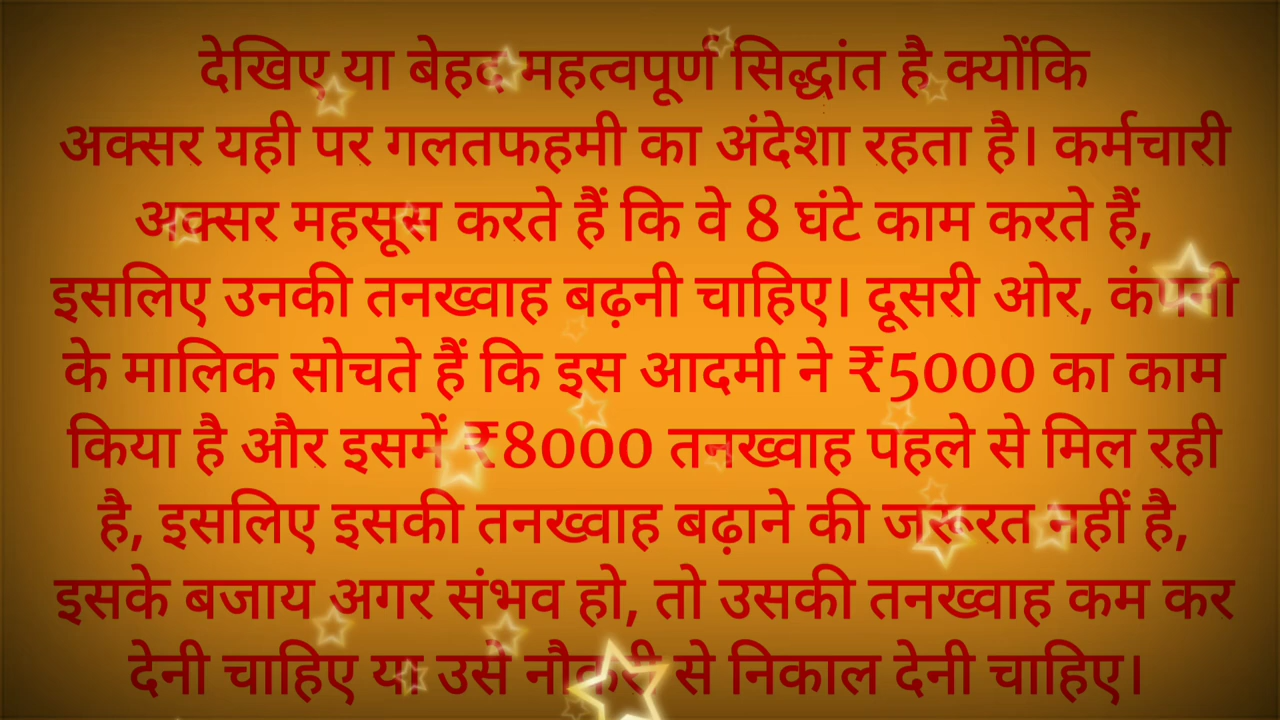 देखिए या बेहद महत्वपूर्ण सिद्धांत है क्योंकि
अक्सर यही पर गलतफहमी का अंदेशा रहता है। कर्मचारी
अक्सर महसूस करते हैं कि वे 8 घंटे काम करते हैं,
इसलिए उनकी तनख्वाह बढ़नी चाहिए। दूसरी ओर, कंपनी
के मालिक सोचते हैं कि इस आदमी ने ₹5000 का काम
किया है और इसमें ₹8000 तनख्वाह पहले से मिल रही
है, इसलिए इसकी तनख्वाह बढ़ाने की जरूरत नहीं है,
इसके बजाय अगर संभव हो, तो उसकी तनख्वाह कम कर
देनी चाहिए या उसे नौकरी से निकाल देनी चाहिए।